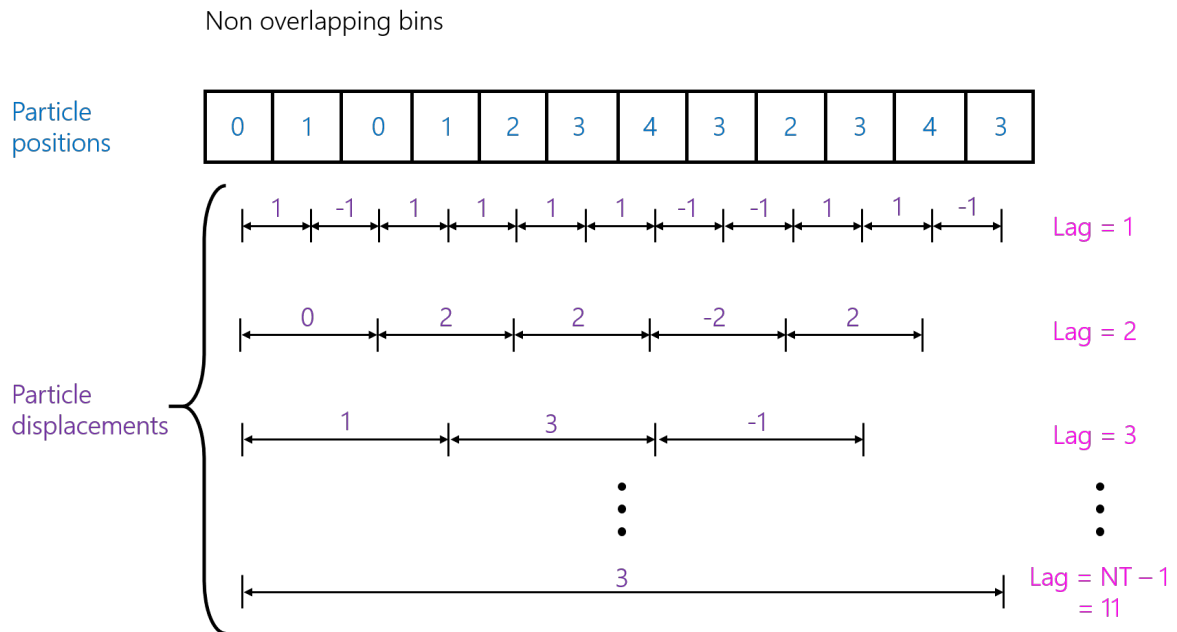 Non overlapping bins
Particle
positions
0 1 0 1 2 3 4 3 2 3 4 3
1 -1 1 1 1 1 -1 -1 1 1 -1
Lag = 1
0 2 2 -2 2
Lag = 2
Particle
displacements
1 3 -1
Lag = 3
3
Lag = NT – 1
= 11